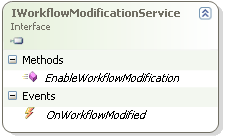 IWorkflowModificationService
Interface
Methods
EnableWorkflowModification
Events
OnWorkflowModified